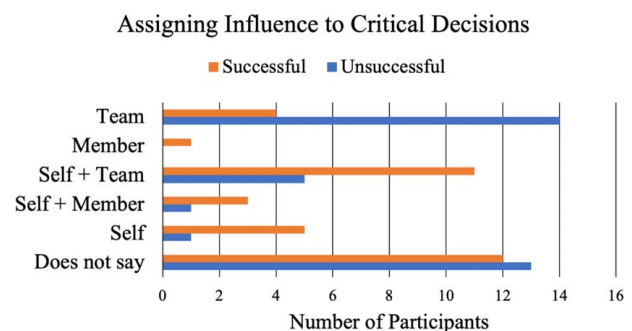 Assigning Influence to Critical Decisions
Successful Unsuccessful
Team
Member
Self + Team
Self + Member
Self
Does not say
0 2 4 6 8 10 12 14 16
Number of Participants